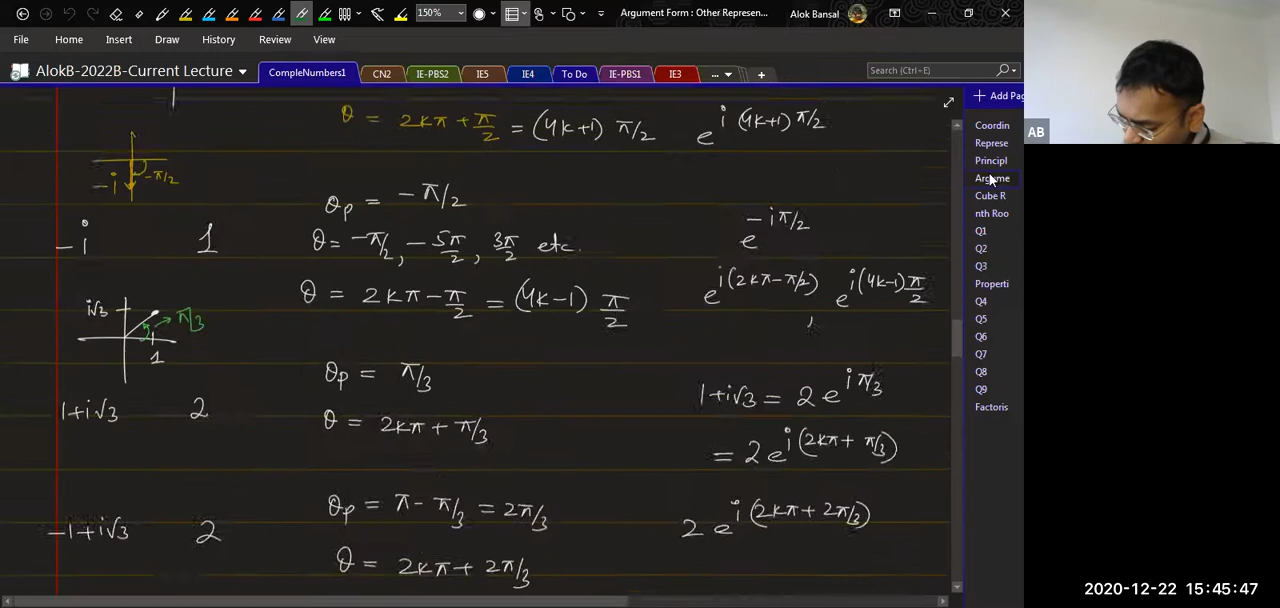 150%
Argument Form : Other Represen...
Alok Bansal
File Home Insert Draw History Review View
AlokB-2022B-Current Lecture
CompleNumbers1 CN2 IE-PBS2 IE5 IE4 To Do IE-PBS1 IE3 ... +
Search (Ctrl+E)
Add Pag
Coordin
Represe
Principl
Argume
Cube R
nth Roo
Q1
Q2
Q3
Properti
Q4
Q5
Q6
Q7
Q8
Q9
Factoris
AB
θ = 2kπ + π/2 = (4k+1) π/2 e^{i(4k+1)π/2}
-i -π/2
θp = -π/2 e^{-iπ/2}
-i 1 θ = -π/2, -5π/2, 3π/2 etc.
θ = 2kπ - π/2 = (4k-1) π/2 e^{i(2kπ-π/2)}, e^{i(4k-1)π/2}
i√3 π/3
1
θp = π/3 1+i√3 = 2e^{iπ/3}
1+i√3 2 θ = 2kπ + π/3
= 2e^{i(2kπ+π/3)}
θp = π - π/3 = 2π/3 2e^{i(2kπ+2π/3)}
-1+i√3 2
θ = 2kπ + 2π/3
2020-12-22 15:45:47